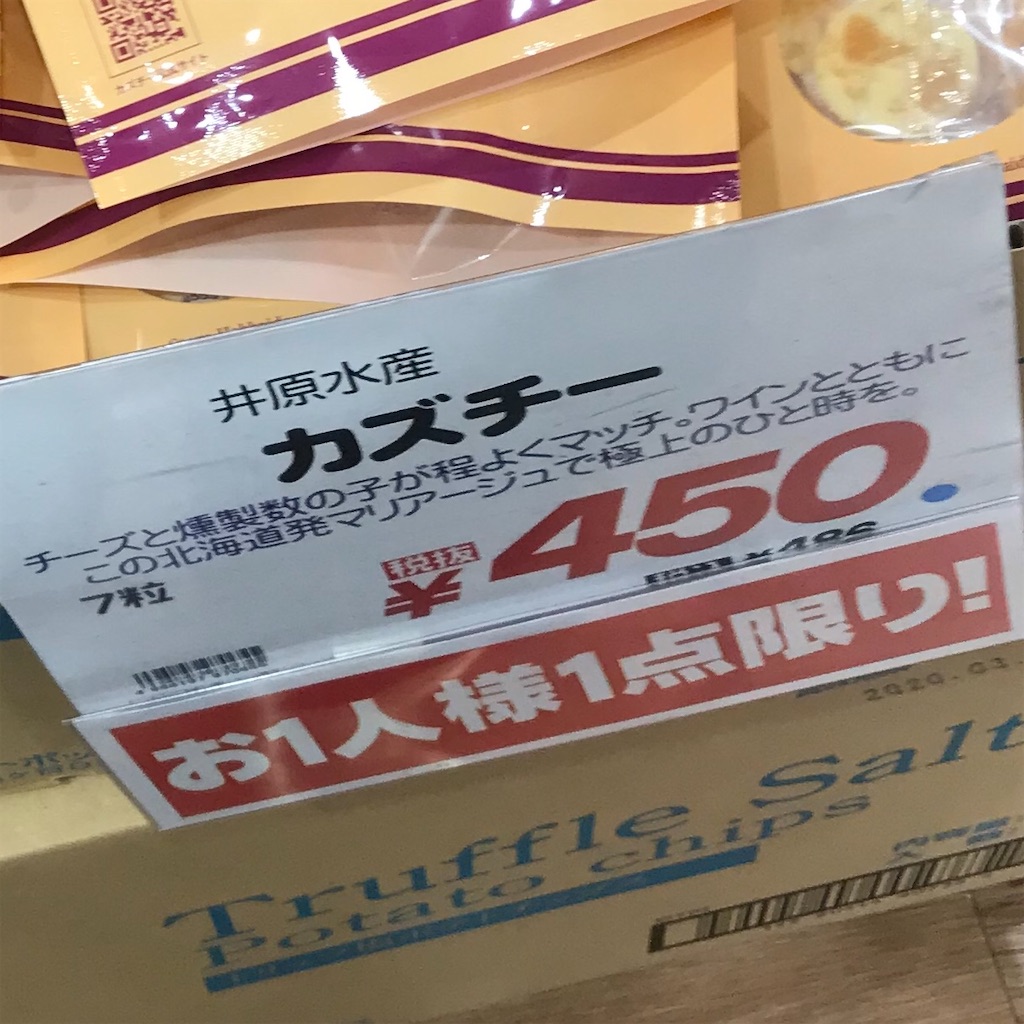 井原水産
カズチー
チーズと燻製数の子が程よくマッチ。ワインとともに
この北海道発マリアージュで極上のひと時を。
7粒
税抜
¥450.
¥486
お1人様1点限り!
2020.03.
Truffle Salt
Potato chips